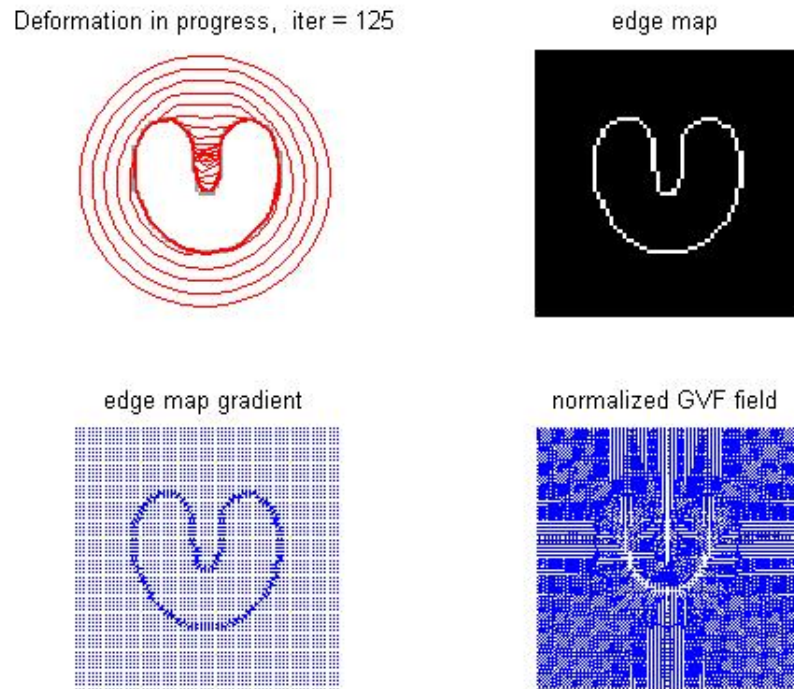 Deformation in progress, iter = 125
edge map
edge map gradient
normalized GVF field